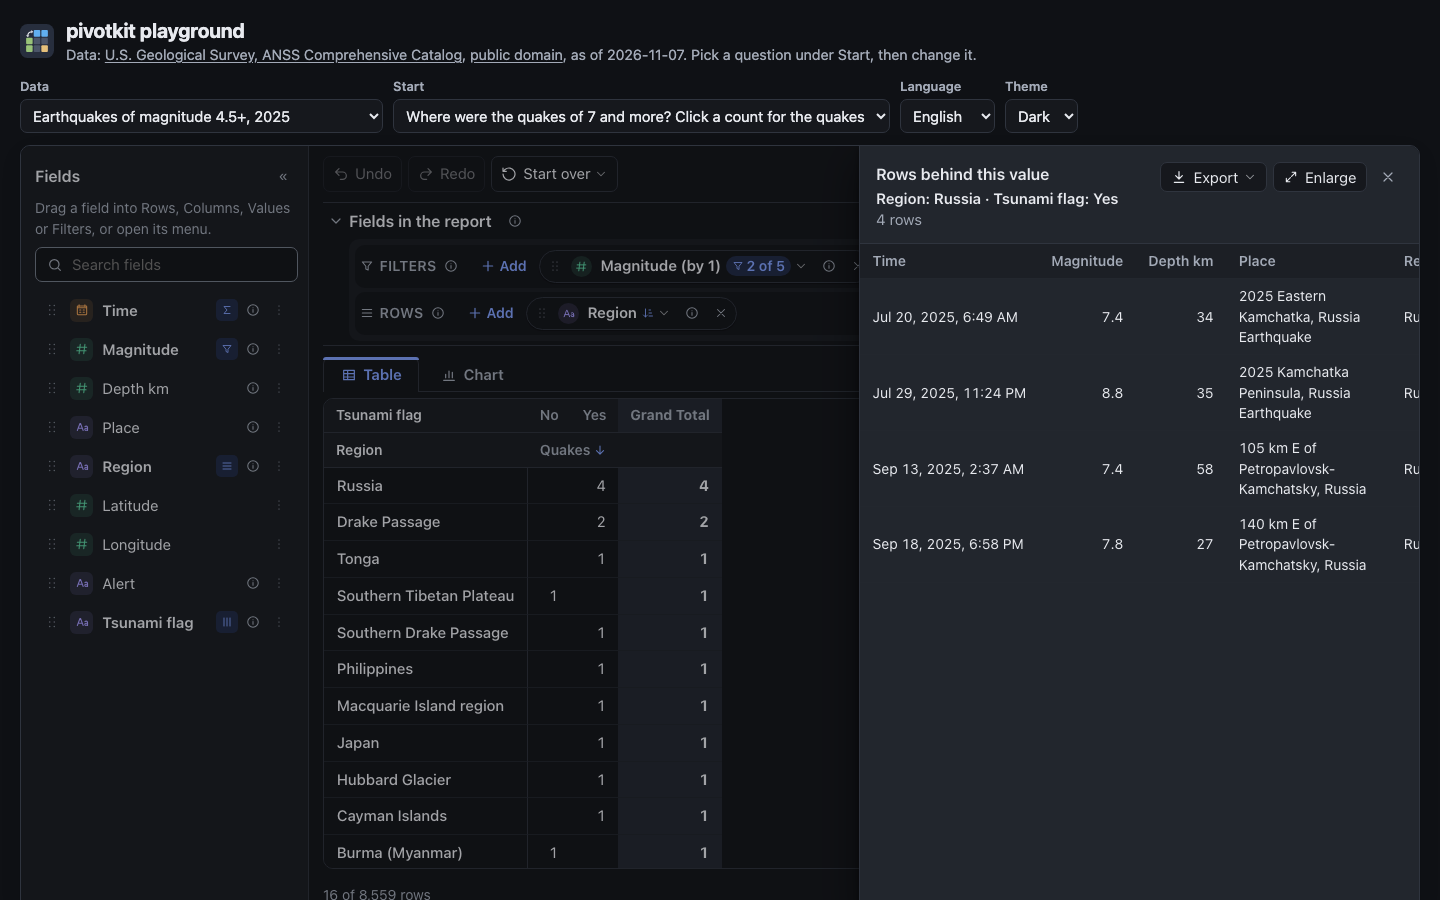 pivotkit playground
Data: U.S. Geological Survey, ANSS Comprehensive Catalog, public domain, as of 2026-11-07. Pick a question under Start, then change it.
Data
Start
Language
Theme
Earthquakes of magnitude 4.5+, 2025
Where were the quakes of 7 and more? Click a count for the quakes
English
Dark
Fields
«
Drag a field into Rows, Columns, Values
or Filters, or open its menu.
Search fields
Time
Magnitude
Depth km
Aa Place
Aa Region
Latitude
Longitude
Aa Alert
Aa Tsunami flag
Undo
Redo
Start over
Fields in the report
FILTERS
+ Add
# Magnitude (by 1)
2 of 5
ROWS
+ Add
Aa Region
Table
Chart
Tsunami flag No Yes Grand Total
Region Quakes ↓
Russia 4 4
Drake Passage 2 2
Tonga 1 1
Southern Tibetan Plateau 1 1
Southern Drake Passage 1 1
Philippines 1 1
Macquarie Island region 1 1
Japan 1 1
Hubbard Glacier 1 1
Cayman Islands 1 1
Burma (Myanmar) 1 1
16 of 8,559 rows
Rows behind this value
Region: Russia · Tsunami flag: Yes
4 rows
Export
Enlarge
Time Magnitude Depth km Place Re
Jul 20, 2025, 6:49 AM 7.4 34 2025 Eastern
Kamchatka, Russia
Earthquake
Ru
Jul 29, 2025, 11:24 PM 8.8 35 2025 Kamchatka
Peninsula, Russia
Earthquake
Ru
Sep 13, 2025, 2:37 AM 7.4 58 105 km E of
Petropavlovsk-
Kamchatsky, Russia
Ru
Sep 18, 2025, 6:58 PM 7.8 27 140 km E of
Petropavlovsk-
Kamchatsky, Russia
Ru